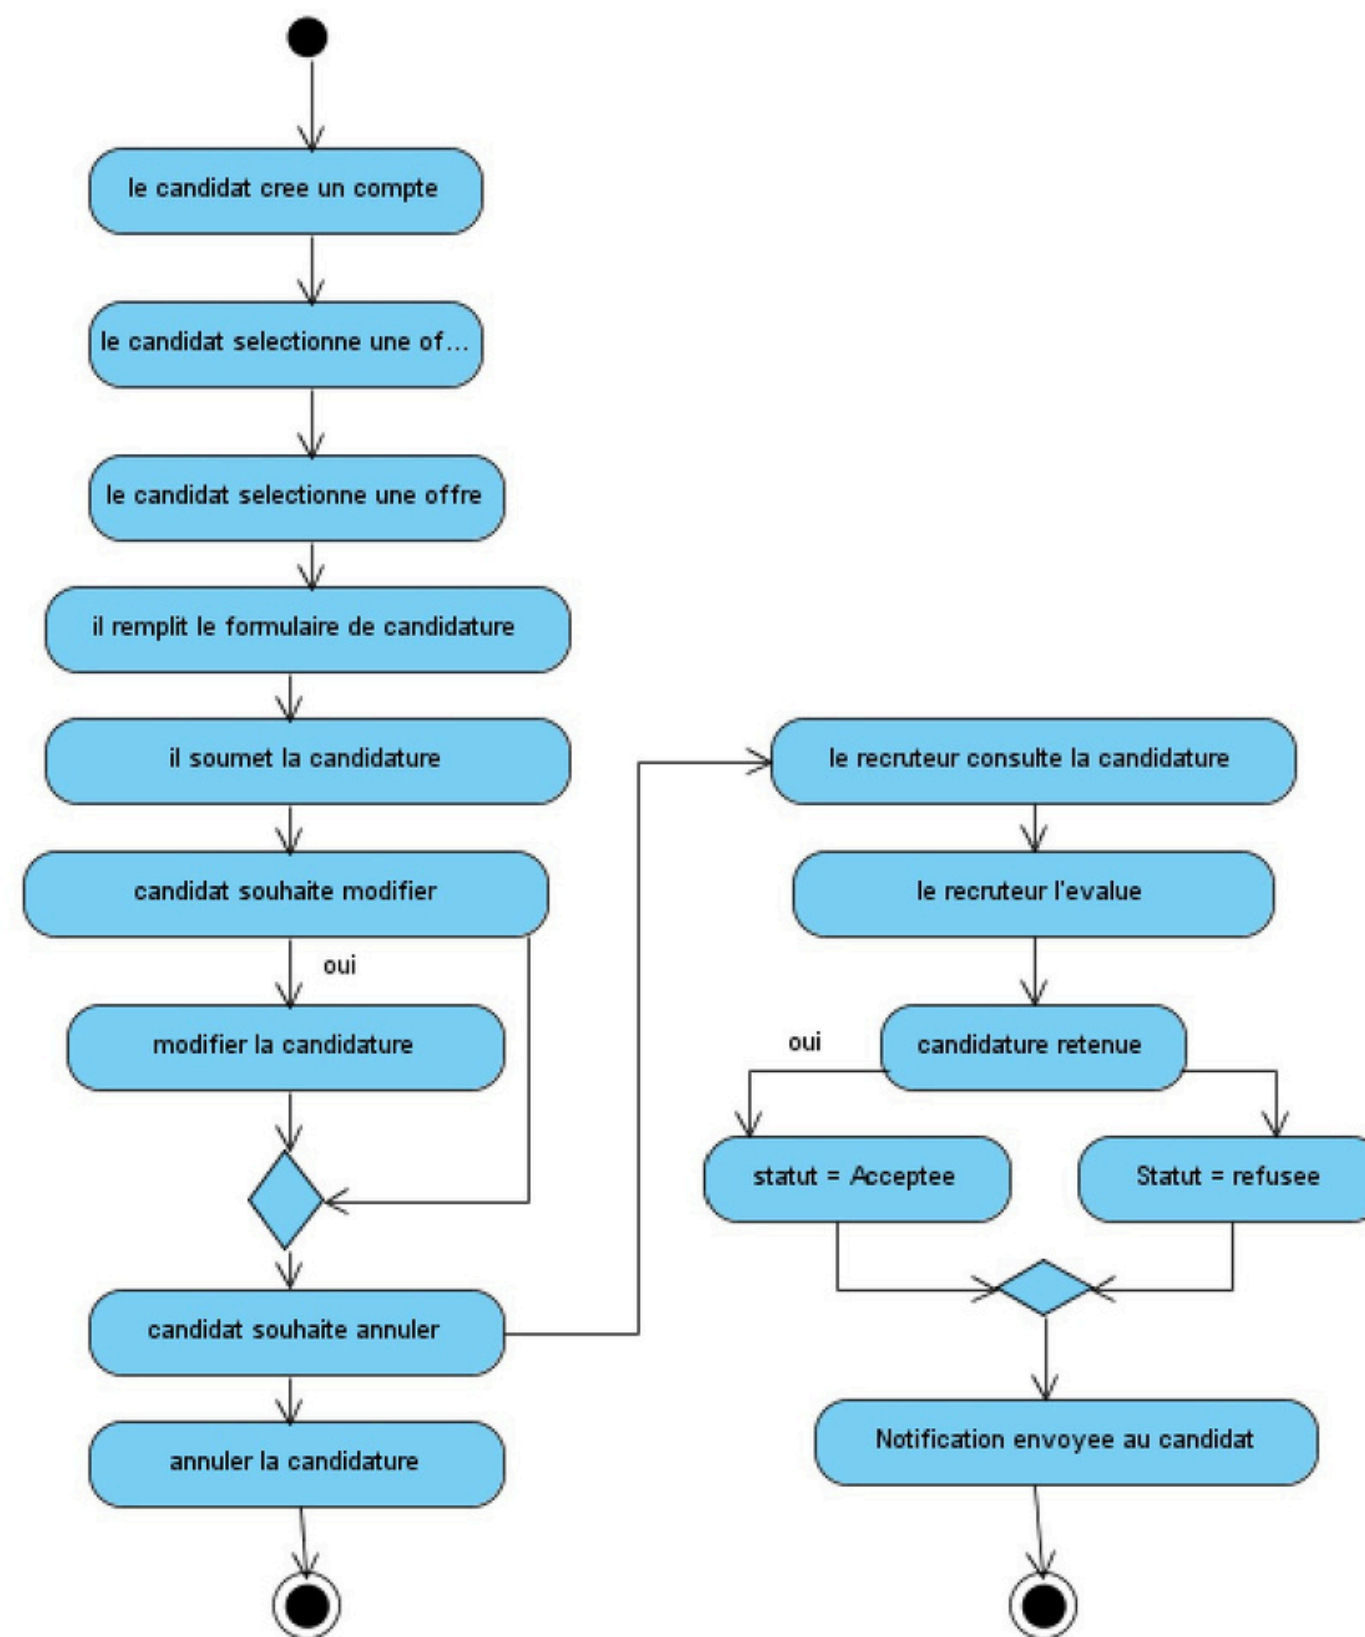 le candidat cree un compte
le candidat selectionne une of...
le candidat selectionne une offre
il remplit le formulaire de candidature
il soumet la candidature
candidat souhaite modifier
oui
modifier la candidature
candidat souhaite annuler
annuler la candidature
le recruteur consulte la candidature
le recruteur l'evalue
candidature retenue
oui
statut = Acceptee
Statut = refusee
Notification envoyee au candidat